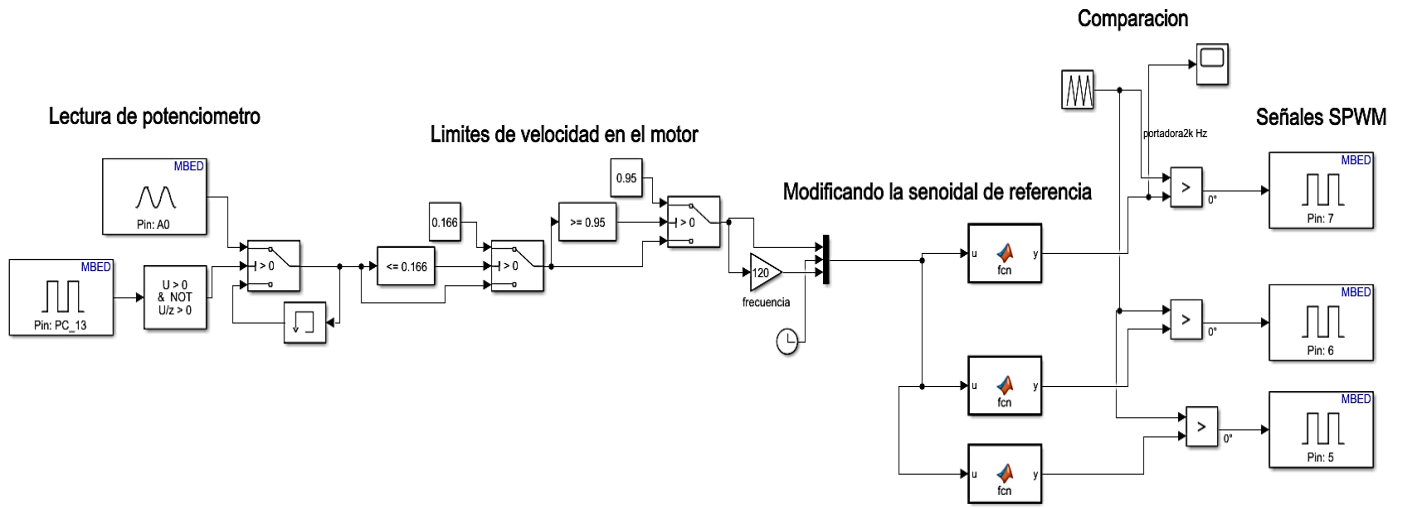 Comparacion
Lectura de potenciometro
Limites de velocidad en el motor
Señales SPWM
portadora2k Hz
Modificando la senoidal de referencia
MBED
Pin: A0
MBED
Pin: PC_13
U > 0
& NOT
U/z > 0
> 0
<= 0.166
0.166
> 0
>= 0.95
0.95
> 0
120
frecuencia
u
y
fcn
u
y
fcn
u
y
fcn
>
0°
>
0°
>
0°
MBED
Pin: 7
MBED
Pin: 6
MBED
Pin: 5